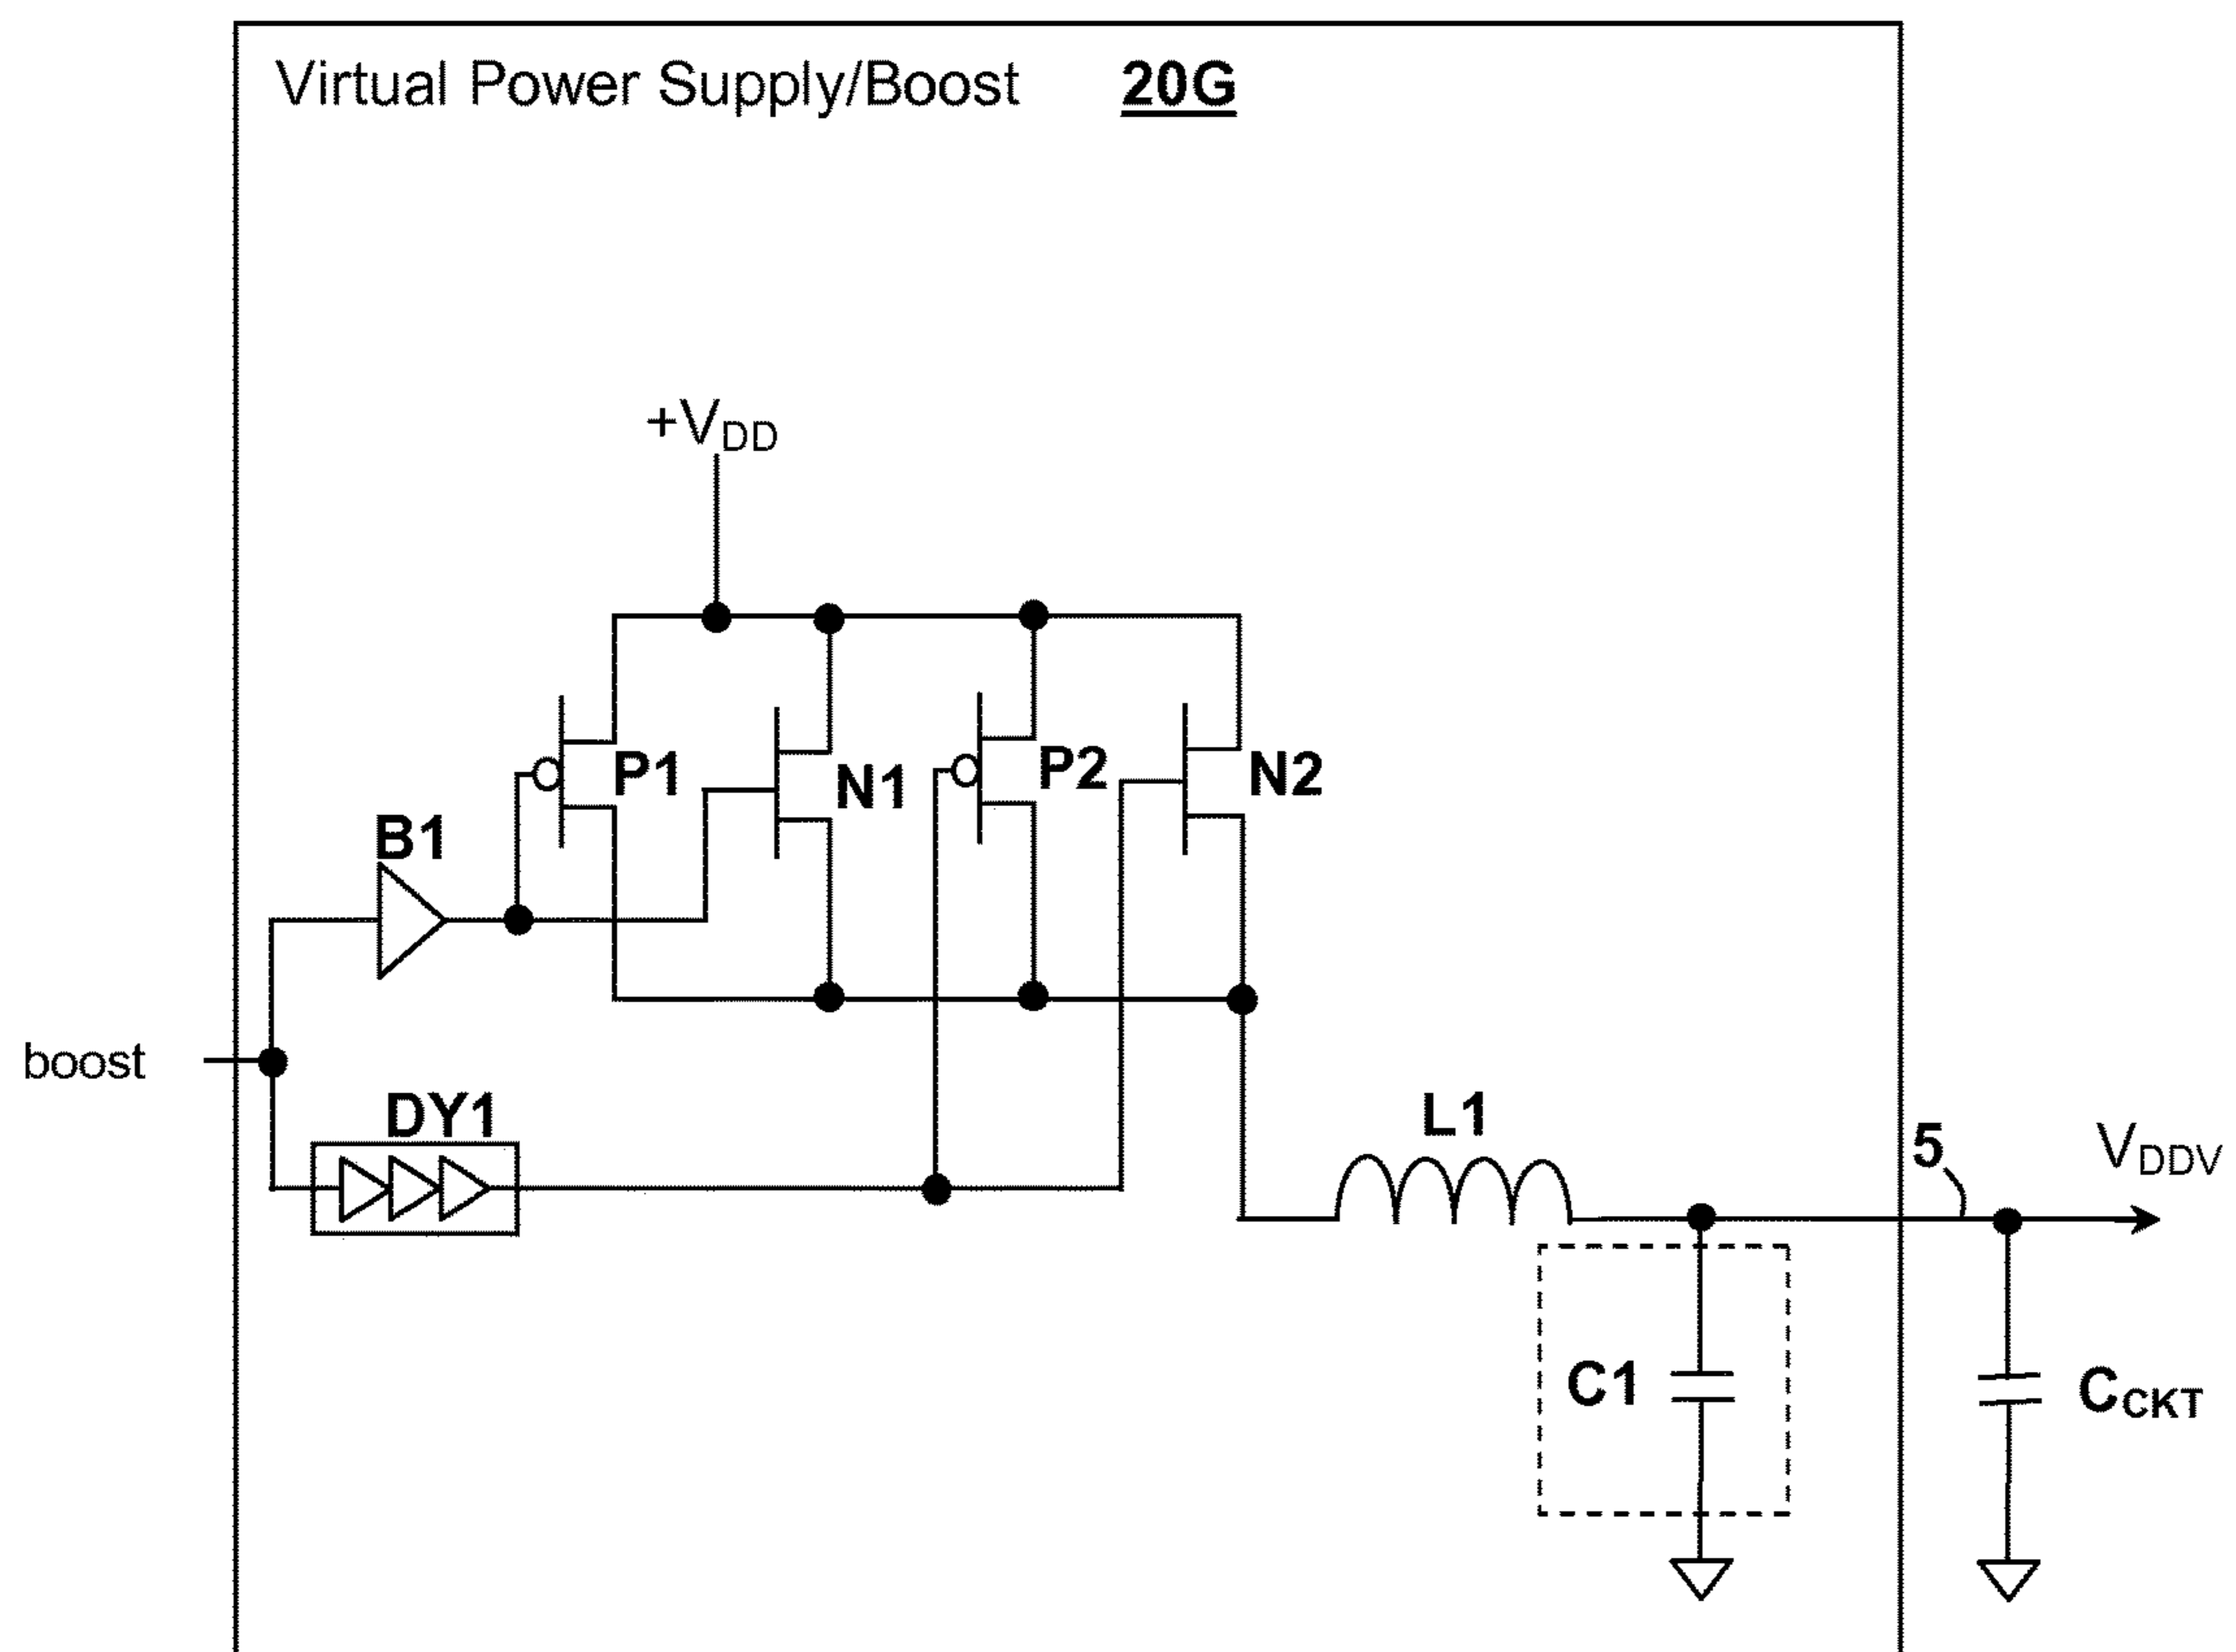 Virtual Power Supply/Boost 20G
+VDD
P1
N1
P2
N2
B1
boost
DY1
L1
5
VDDV
C1
CCKT